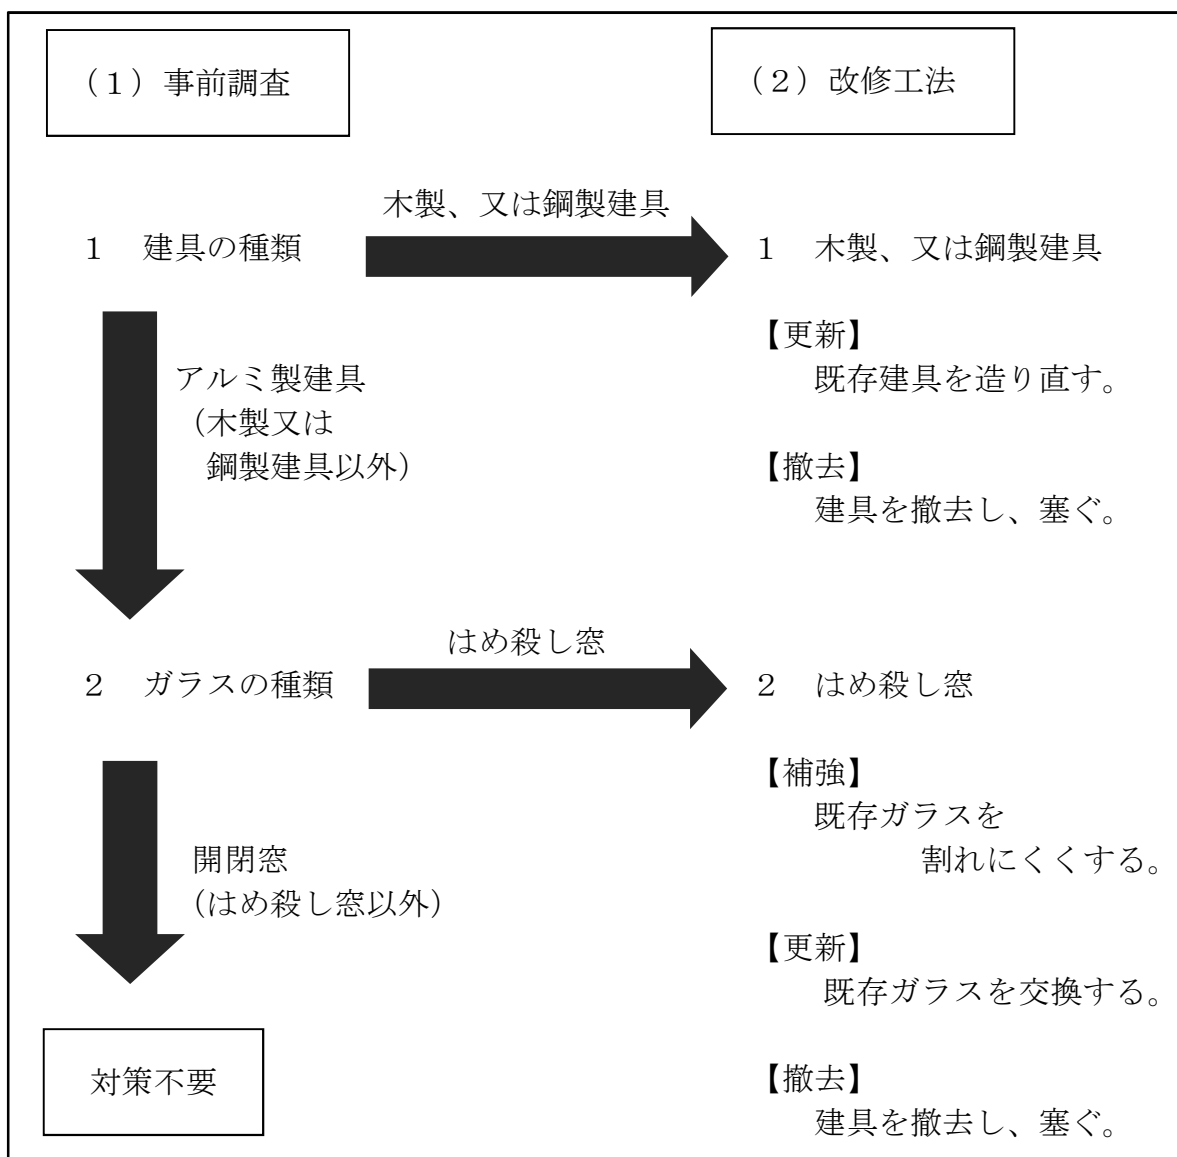 （１）事前調査
（２）改修工法
木製、又は鋼製建具
１　建具の種類
１　木製、又は鋼製建具
【更新】
既存建具を造り直す。
アルミ製建具
（木製又は
鋼製建具以外）
【撤去】
建具を撤去し、塞ぐ。
はめ殺し窓
２　ガラスの種類
２　はめ殺し窓
【補強】
既存ガラスを
割れにくくする。
開閉窓
（はめ殺し窓以外）
【更新】
既存ガラスを交換する。
対策不要
【撤去】
建具を撤去し、塞ぐ。